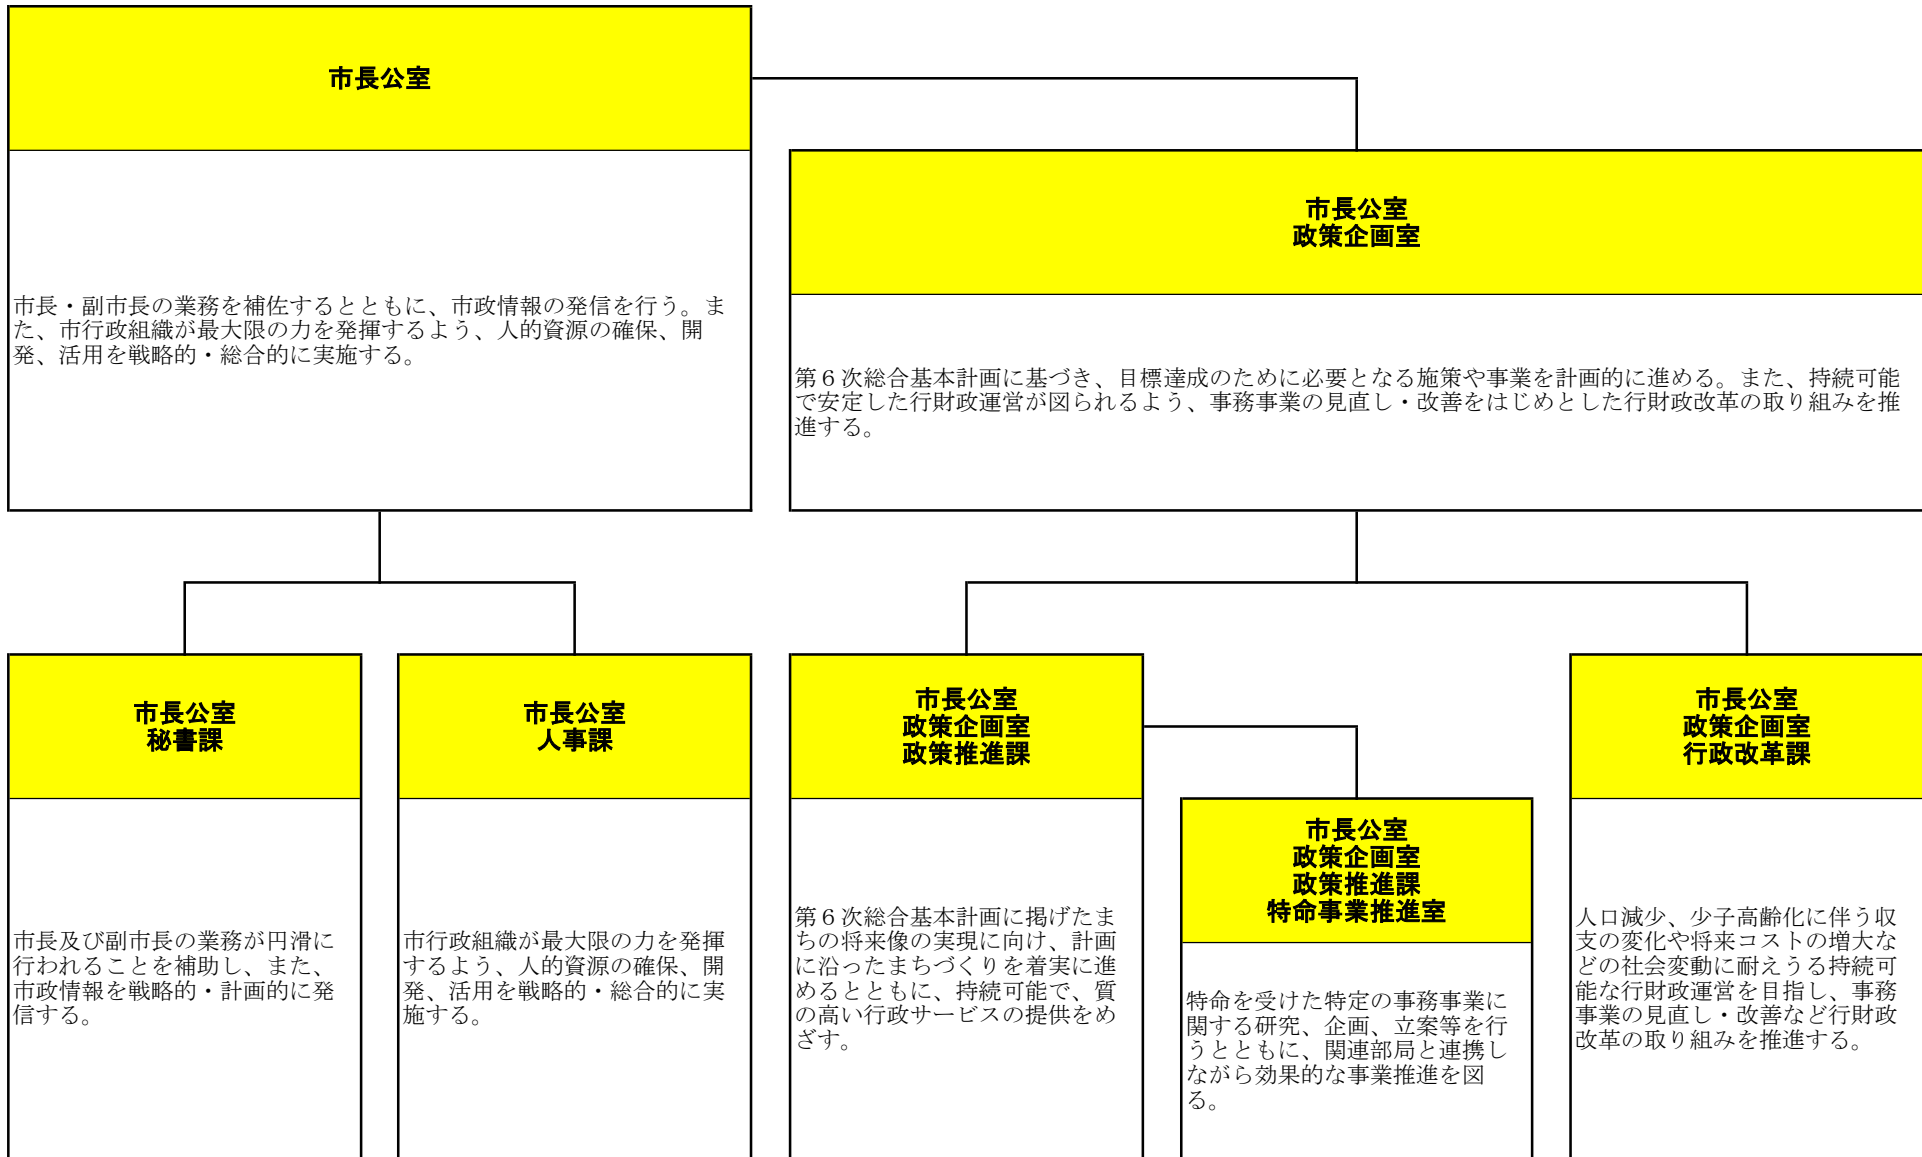 市長公室
市長・副市長の業務を補佐するとともに、市政情報の発信を行う。ま
た、市行政組織が最大限の力を発揮するよう、人的資源の確保、開
発、活用を戦略的・総合的に実施する。
市長公室
政策企画室
第６次総合基本計画に基づき、目標達成のために必要となる施策や事業を計画的に進める。また、持続可能
で安定した行財政運営が図られるよう、事務事業の見直し・改善をはじめとした行財政改革の取り組みを推
進する。
市長公室
秘書課
市長及び副市長の業務が円滑に
行われることを補助し、また、
市政情報を戦略的・計画的に発
信する。
市長公室
人事課
市行政組織が最大限の力を発揮
するよう、人的資源の確保、開
発、活用を戦略的・総合的に実
施する。
市長公室
政策企画室
政策推進課
第６次総合基本計画に掲げたま
ちの将来像の実現に向け、計画
に沿ったまちづくりを着実に進
めるとともに、持続可能で、質
の高い行政サービスの提供をめ
ざす。
市長公室
政策企画室
政策推進課
特命事業推進室
特命を受けた特定の事務事業に
関する研究、企画、立案等を行
うとともに、関連部局と連携し
ながら効果的な事業推進を図
る。
市長公室
政策企画室
行政改革課
人口減少、少子高齢化に伴う収
支の変化や将来コストの増大な
どの社会変動に耐えうる持続可
能な行財政運営を目指し、事務
事業の見直し・改善など行財政
改革の取り組みを推進する。